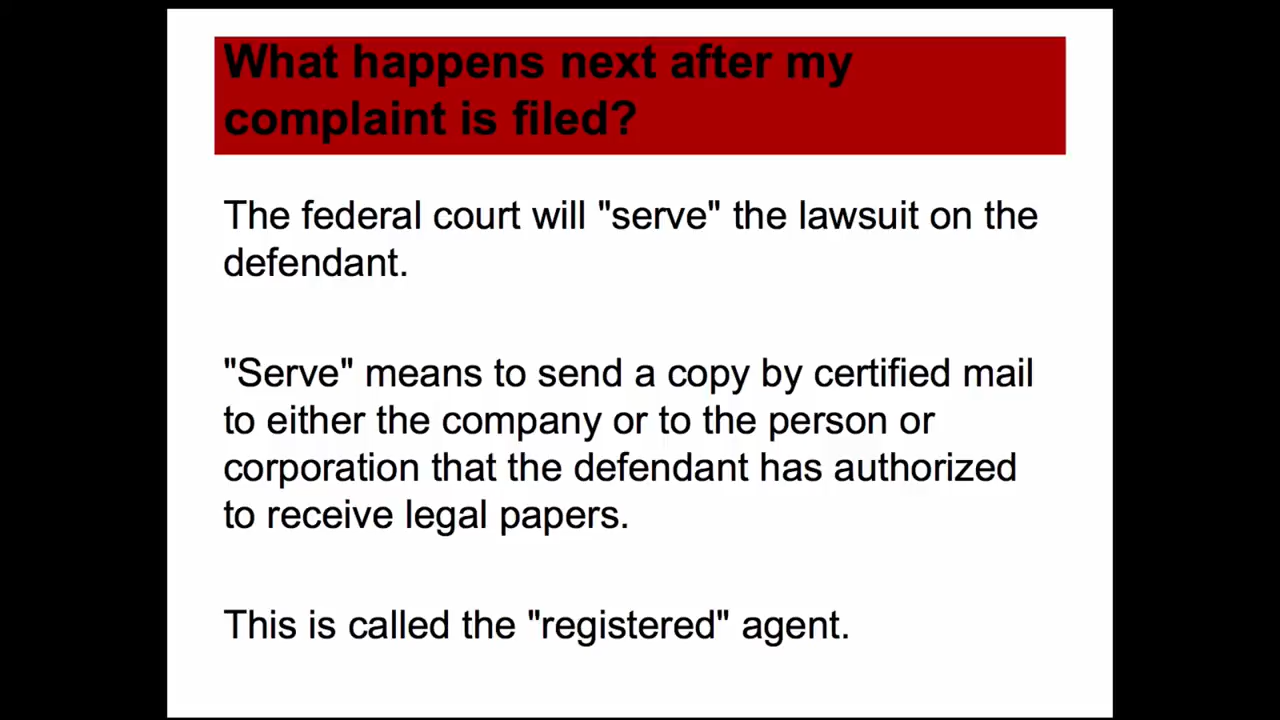 What happens next after my
complaint is filed?
The federal court will "serve" the lawsuit on the
defendant.
"Serve" means to send a copy by certified mail
to either the company or to the person or
corporation that the defendant has authorized
to receive legal papers.
This is called the "registered" agent.